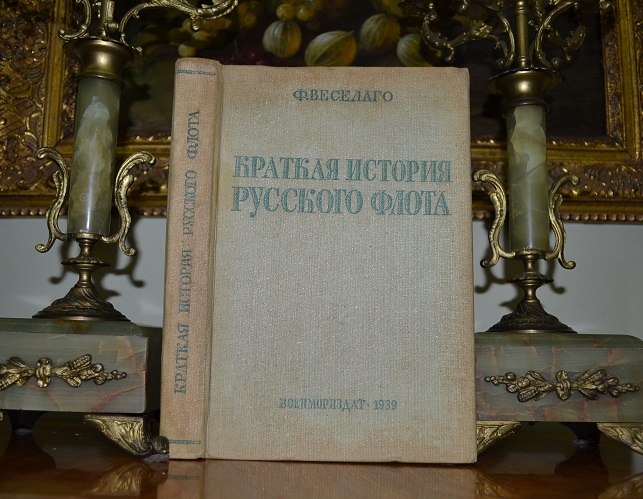 Ф. ВЕСЕЛАГО
КРАТКАЯ ИСТОРИЯ
РУССКОГО ФЛОТА
ВОЕНМОРИЗДАТ · 1939
КРАТКАЯ ИСТОРИЯ РУССКОГО ФЛОТА